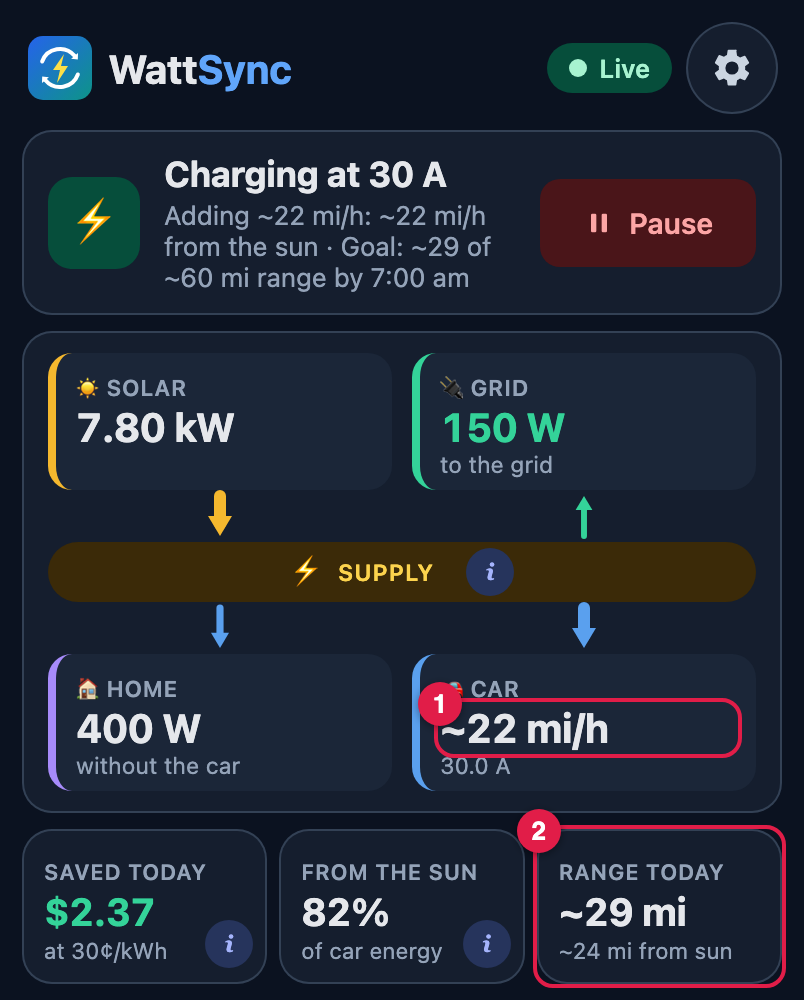 WattSync
Live
Charging at 30 A
Adding ~22 mi/h: ~22 mi/h
from the sun · Goal: ~29 of
~60 mi range by 7:00 am
Pause
SOLAR
7.80 kW
GRID
150 W
to the grid
SUPPLY
i
HOME
400 W
without the car
CAR
1
~22 mi/h
30.0 A
2
SAVED TODAY
$2.37
at 30¢/kWh
i
FROM THE SUN
82%
of car energy
i
RANGE TODAY
~29 mi
~24 mi from sun